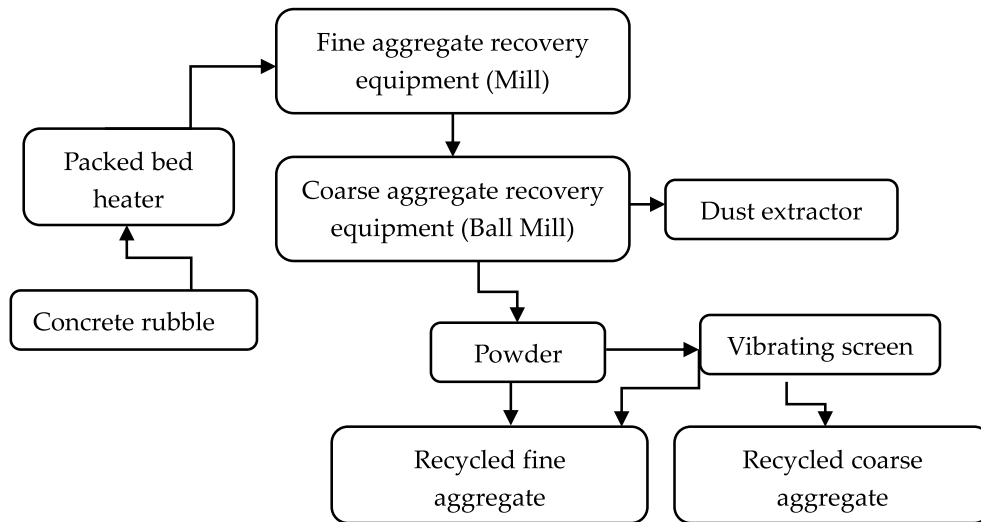 Fine aggregate recovery
equipment (Mill)
Packed bed
heater
Coarse aggregate recovery
equipment (Ball Mill)
Dust extractor
Concrete rubble
Powder
Vibrating screen
Recycled fine
aggregate
Recycled coarse
aggregate